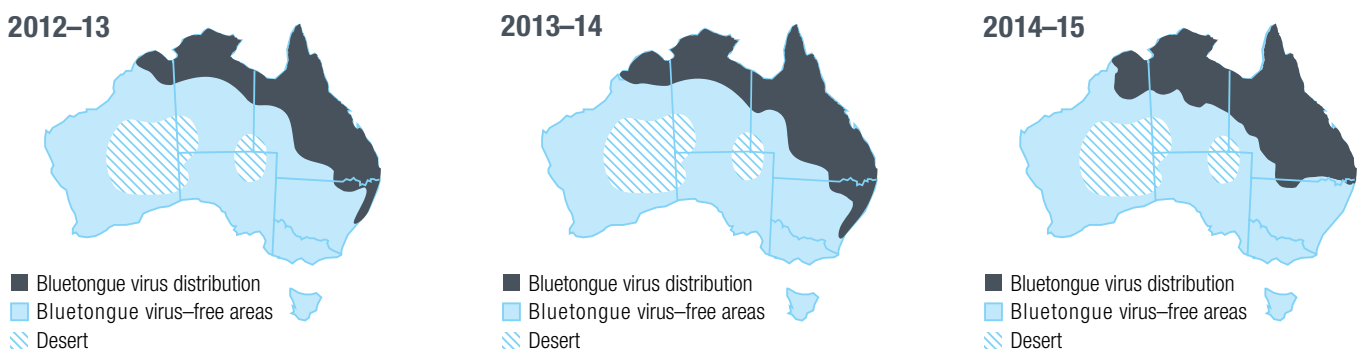 2012–13
Bluetongue virus distribution
Bluetongue virus–free areas
Desert
2013–14
Bluetongue virus distribution
Bluetongue virus–free areas
Desert
2014–15
Bluetongue virus distribution
Bluetongue virus–free areas
Desert